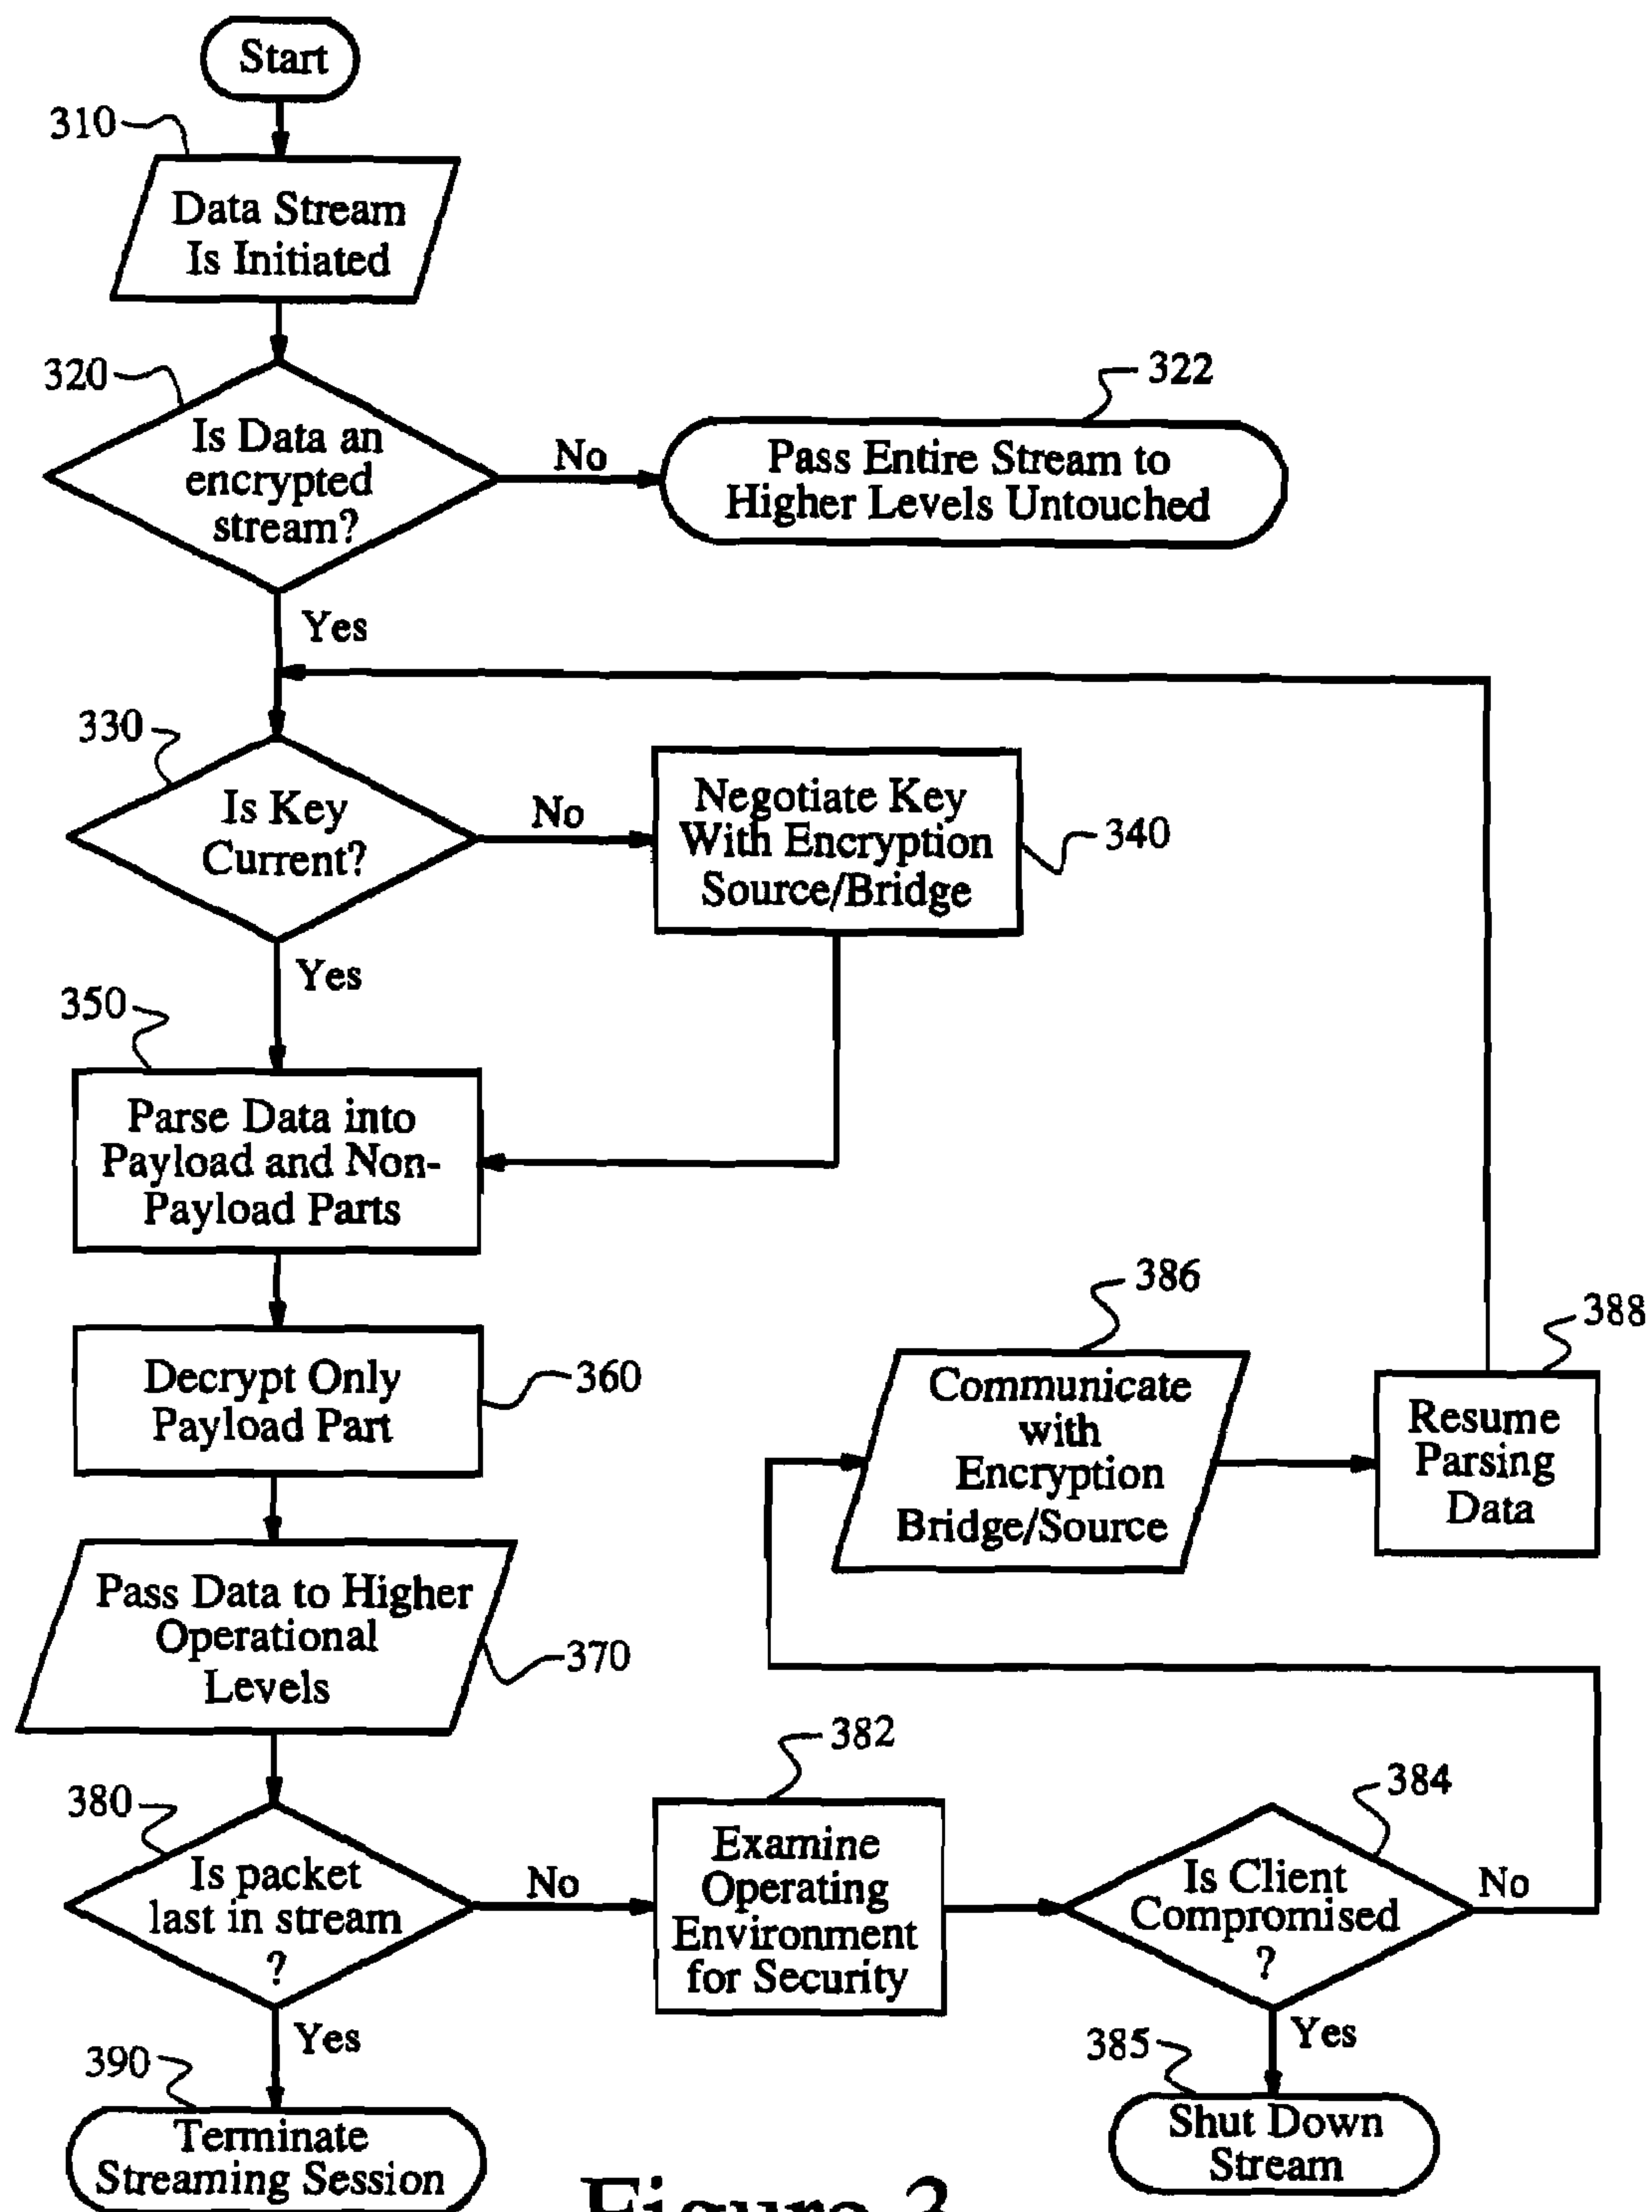 Start
310
Data Stream
Is Initiated
320
Is Data an
encrypted
stream?
No
322
Pass Entire Stream to
Higher Levels Untouched
Yes
330
Is Key
Current?
No
Negotiate Key
With Encryption
Source/Bridge
340
Yes
350
Parse Data into
Payload and Non-
Payload Parts
Decrypt Only
Payload Part
360
386
Communicate
with
Encryption
Bridge/Source
388
Resume
Parsing
Data
Pass Data to Higher
Operational
Levels
370
380
Is packet
last in stream
?
No
382
Examine
Operating
Environment
for Security
384
Is Client
Compromised
?
No
Yes
390
Terminate
Streaming Session
Yes
385
Shut Down
Stream
Figure 3